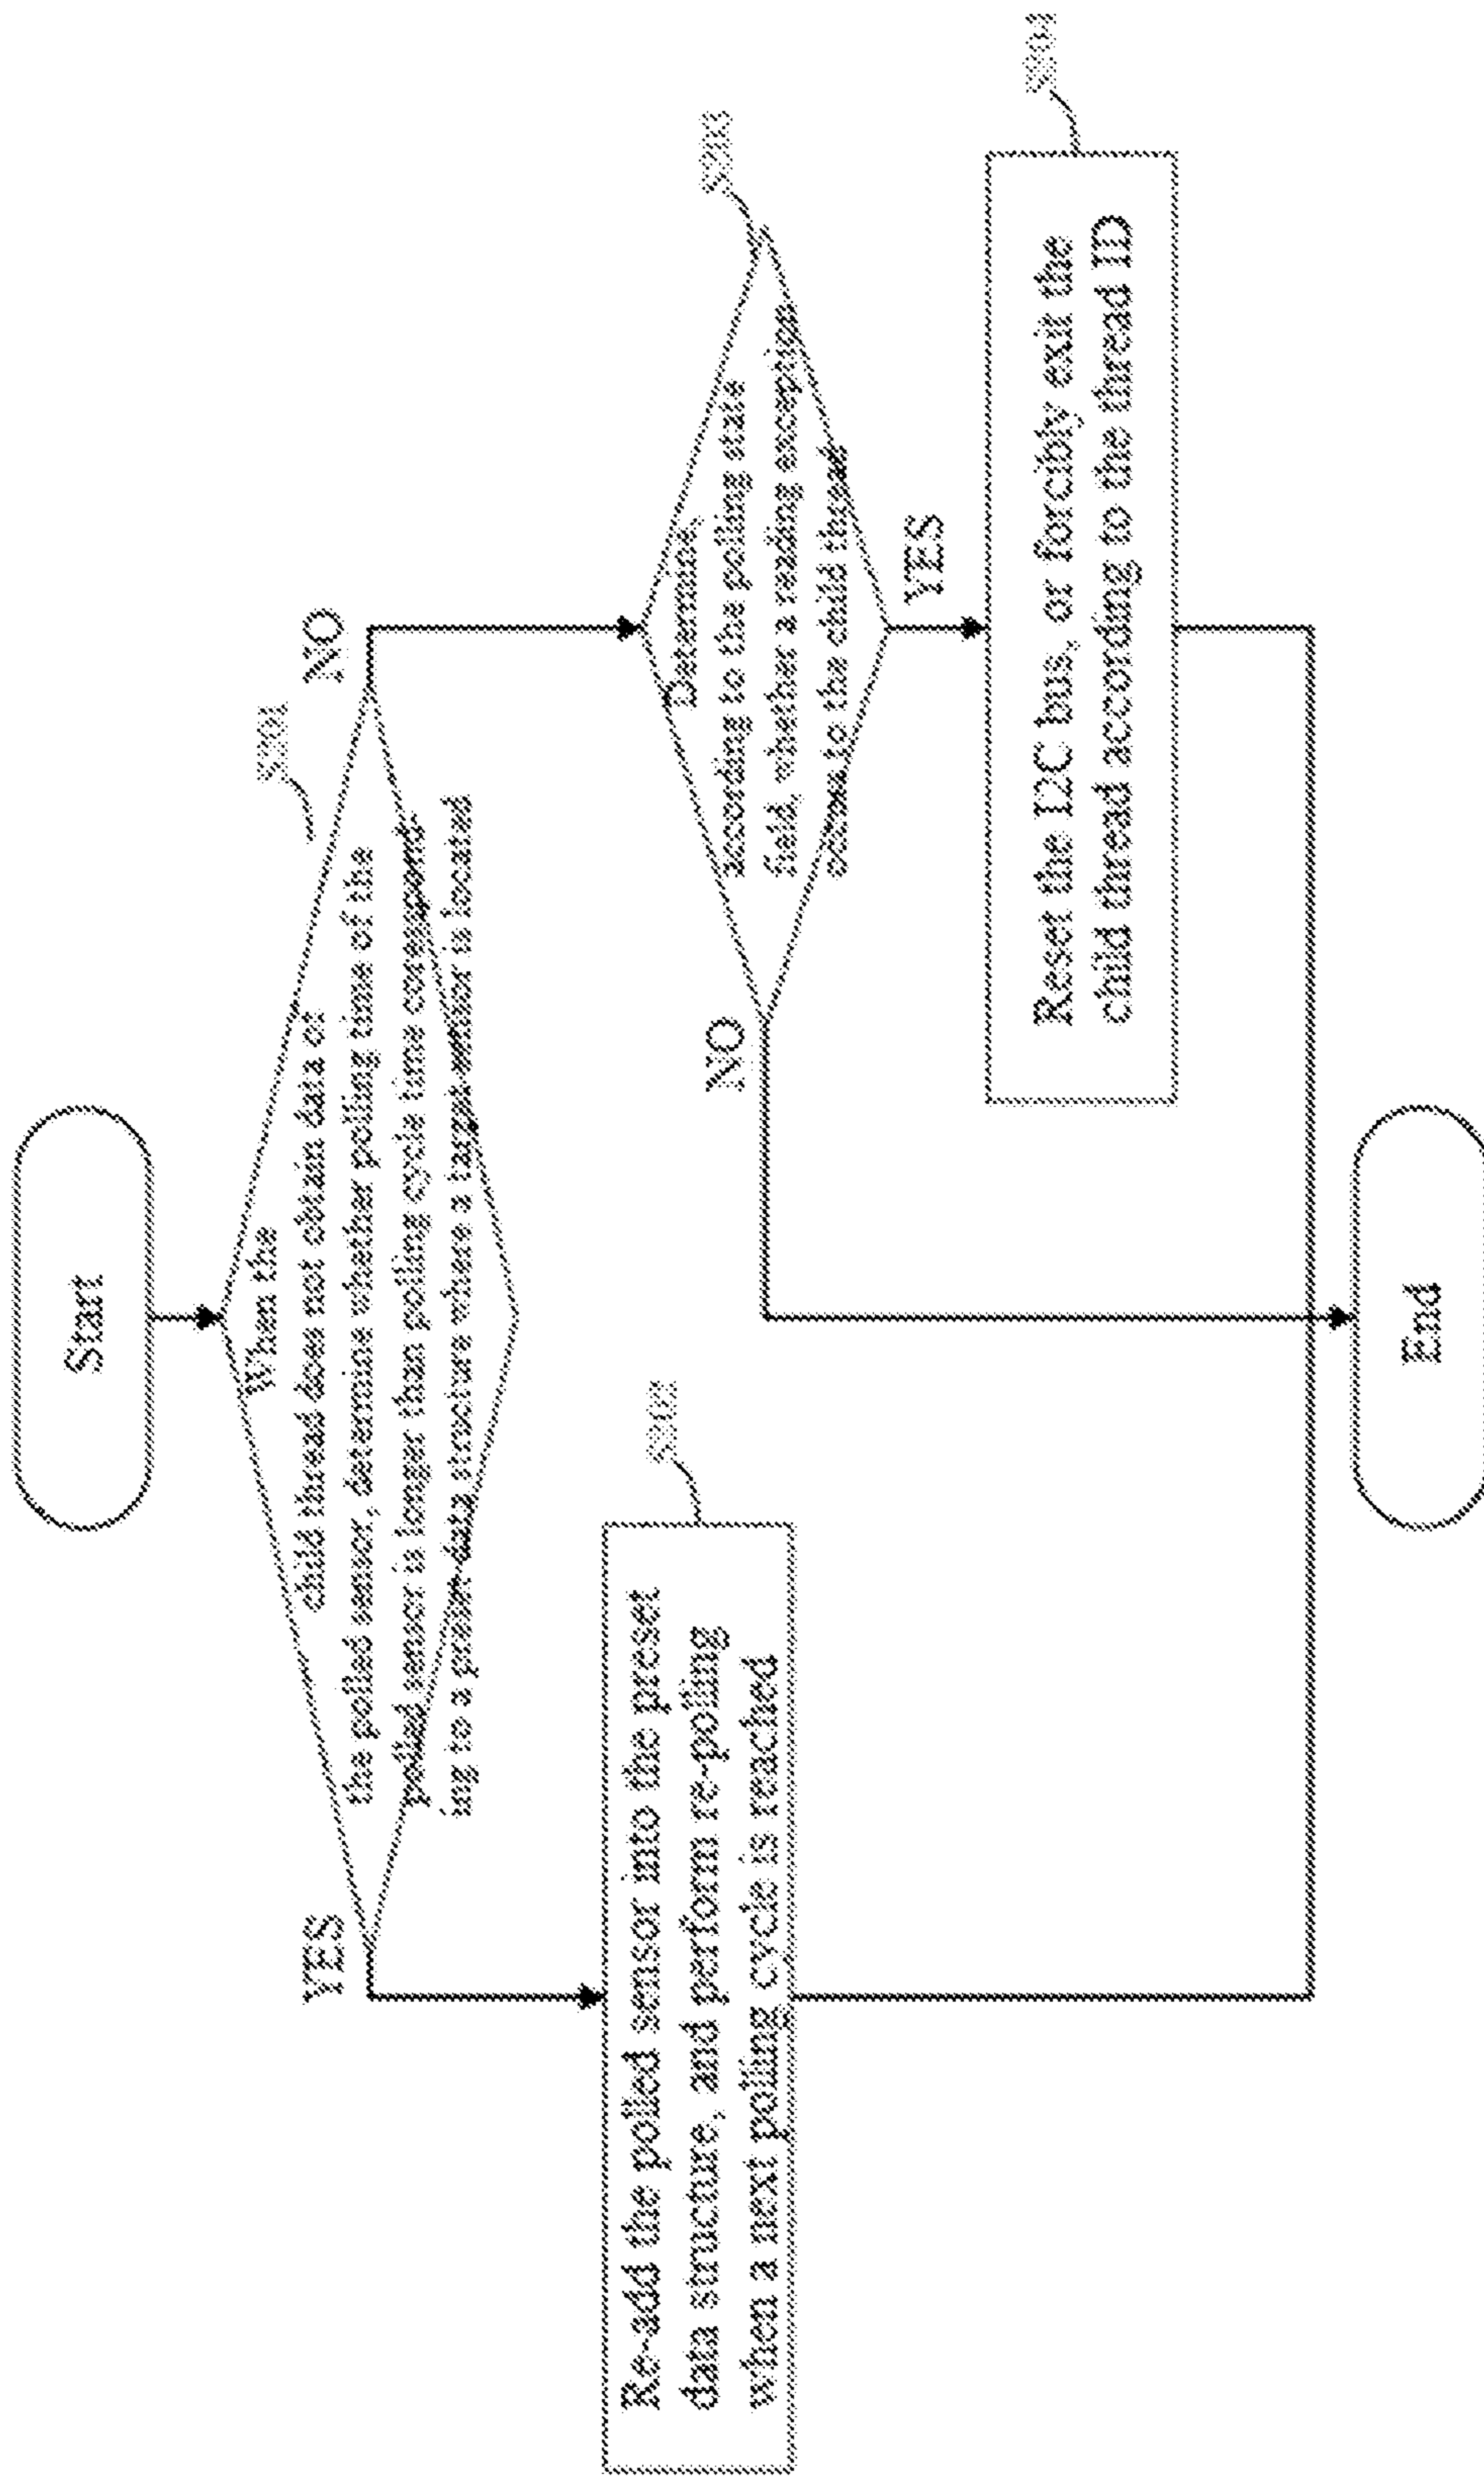 Start
When the
child thread does not obtain data of
the polled sensor, determine whether polling time of the
polled sensor is longer than polling cycle time correspond-
ing to a preset data structure where a target sensor is located
S201
YES
NO
Re-add the polled sensor into the preset
data structure, and perform re-polling
when a next polling cycle is reached
S202
Determine,
according to the polling state
field, whether a reading exception
occurs to the child thread
S203
NO
YES
Reset the I2C bus, or forcibly exit the
child thread according to the thread ID
S204
End